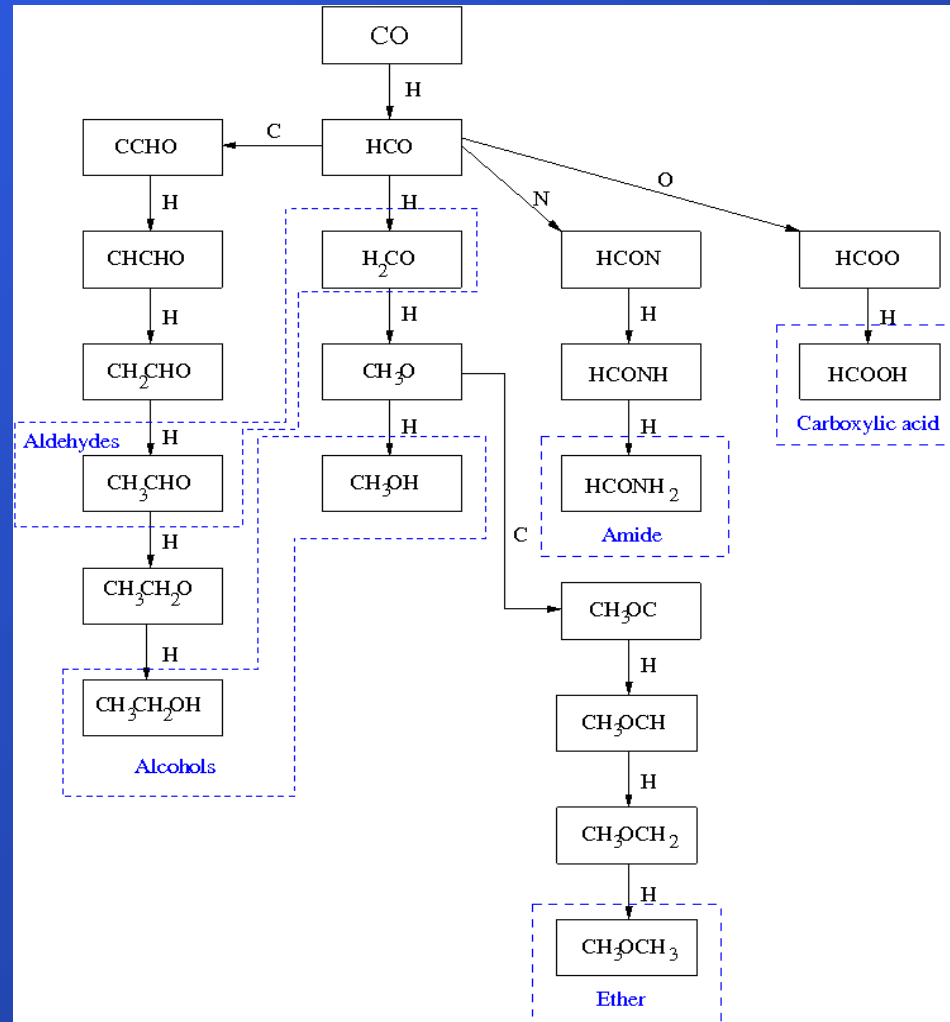 CO
H
CCHO
C
HCO
O
N
H
H
CHCHO
H₂CO
HCON
HCOO
H
H
H
H
CH₂CHO
CH₃O
HCONH
HCOOH
Carboxylic acid
Aldehydes
H
H
H
CH₃CHO
CH₃OH
HCONH₂
Amide
H
C
CH₃CH₂O
CH₃OC
H
H
CH₃CH₂OH
CH₃OCH
Alcohols
H
CH₃OCH₂
H
CH₃OCH₃
Ether